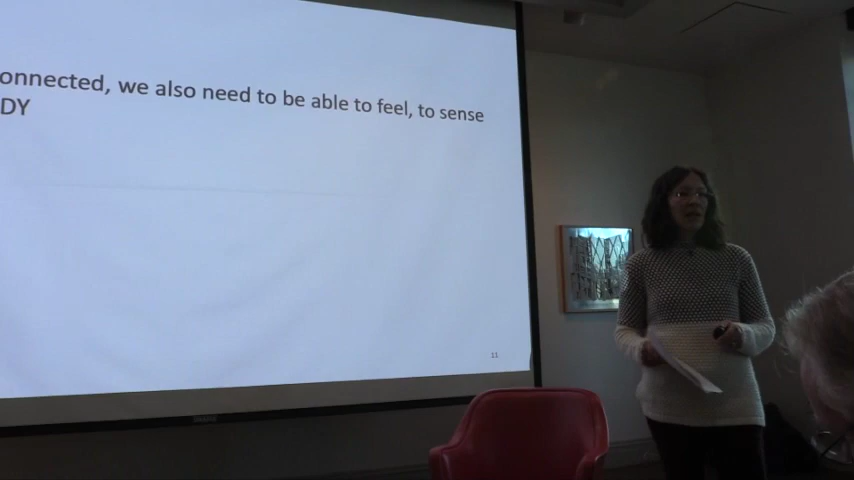 onnected, we also need to be able to feel, to sense
DY
11